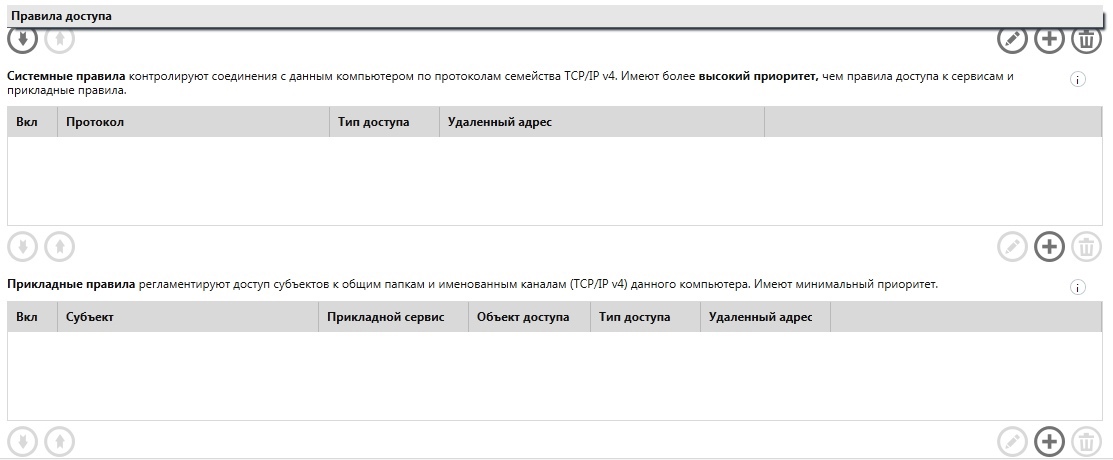 Правила доступа
Системные правила контролируют соединения с данным компьютером по протоколам семейства TCP/IP v4. Имеют более высокий приоритет, чем правила доступа к сервисам и
прикладные правила.
Вкл Протокол Тип доступа Удаленный адрес
Прикладные правила регламентируют доступ субъектов к общим папкам и именованным каналам (TCP/IP v4) данного компьютера. Имеют минимальный приоритет.
Вкл Субъект Прикладной сервис Объект доступа Тип доступа Удаленный адрес